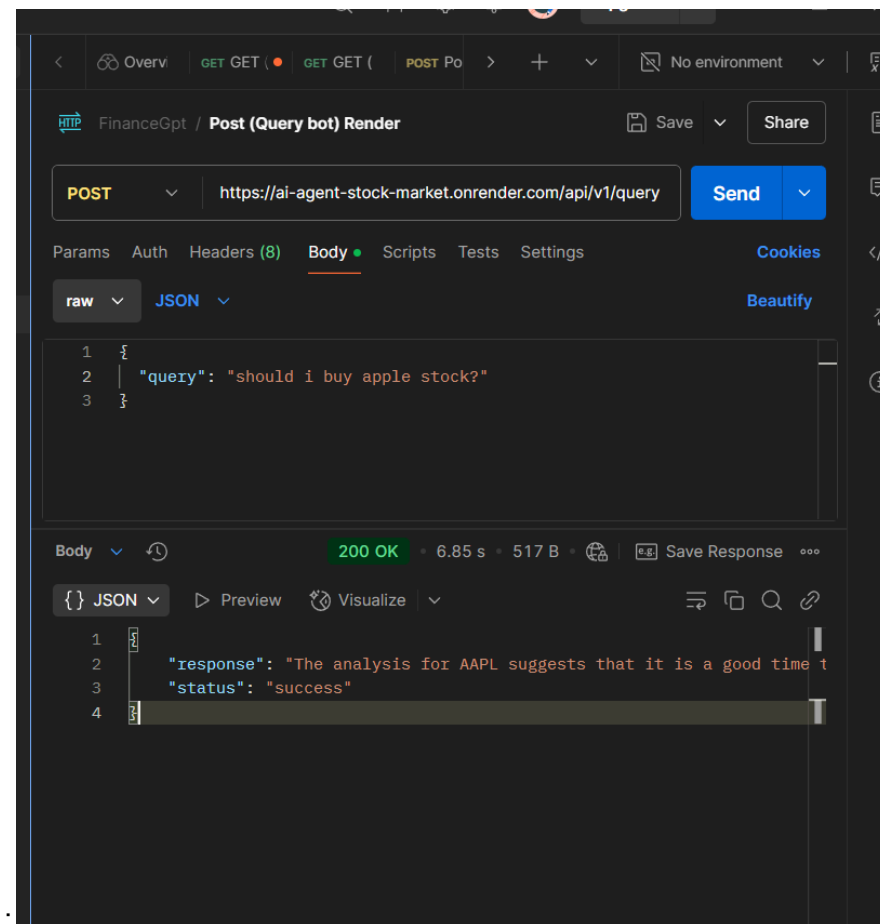 Overvi GET GET ( GET GET ( POST Po No environment
HTTP FinanceGpt / Post (Query bot) Render Save Share
POST https://ai-agent-stock-market.onrender.com/api/v1/query Send
Params Auth Headers (8) Body Scripts Tests Settings Cookies
raw JSON Beautify
1 {
2 "query": "should i buy apple stock?"
3 }
Body 200 OK • 6.85 s • 517 B • e.g. Save Response
{} JSON Preview Visualize
1 {
2 "response": "The analysis for AAPL suggests that it is a good time t
3 "status": "success"
4 }
.